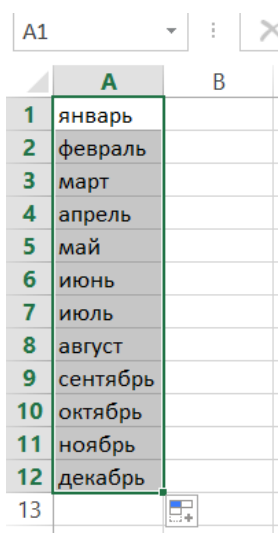 A1
A B
1 январь
2 февраль
3 март
4 апрель
5 май
6 июнь
7 июль
8 август
9 сентябрь
10 октябрь
11 ноябрь
12 декабрь
13